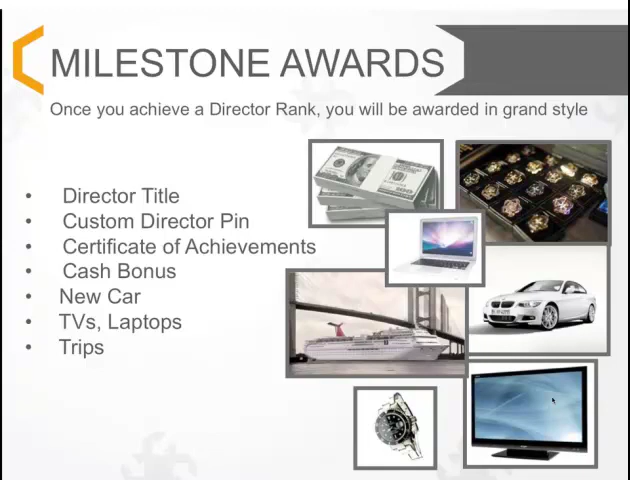 MILESTONE AWARDS
Once you achieve a Director Rank, you will be awarded in grand style
• Director Title
• Custom Director Pin
• Certificate of Achievements
• Cash Bonus
• New Car
• TVs, Laptops
• Trips